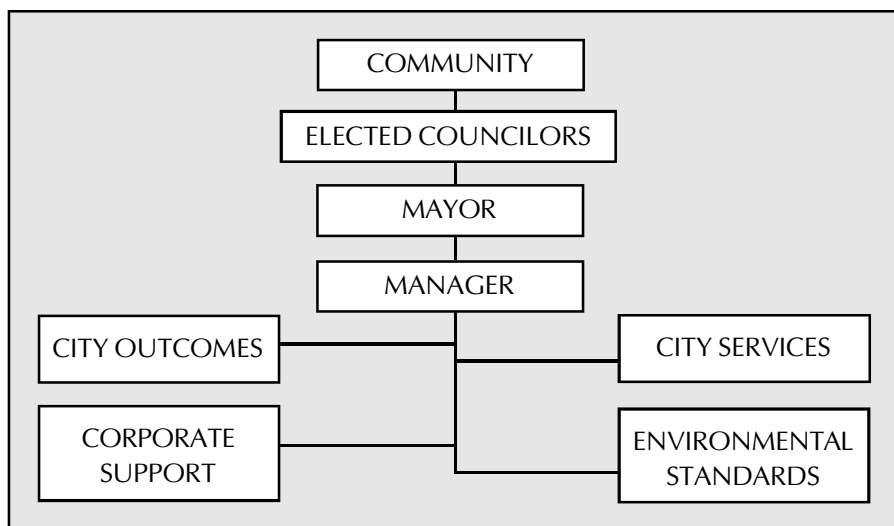 COMMUNITY
ELECTED COUNCILORS
MAYOR
MANAGER
CITY OUTCOMES
CITY SERVICES
CORPORATE
SUPPORT
ENVIRONMENTAL
STANDARDS